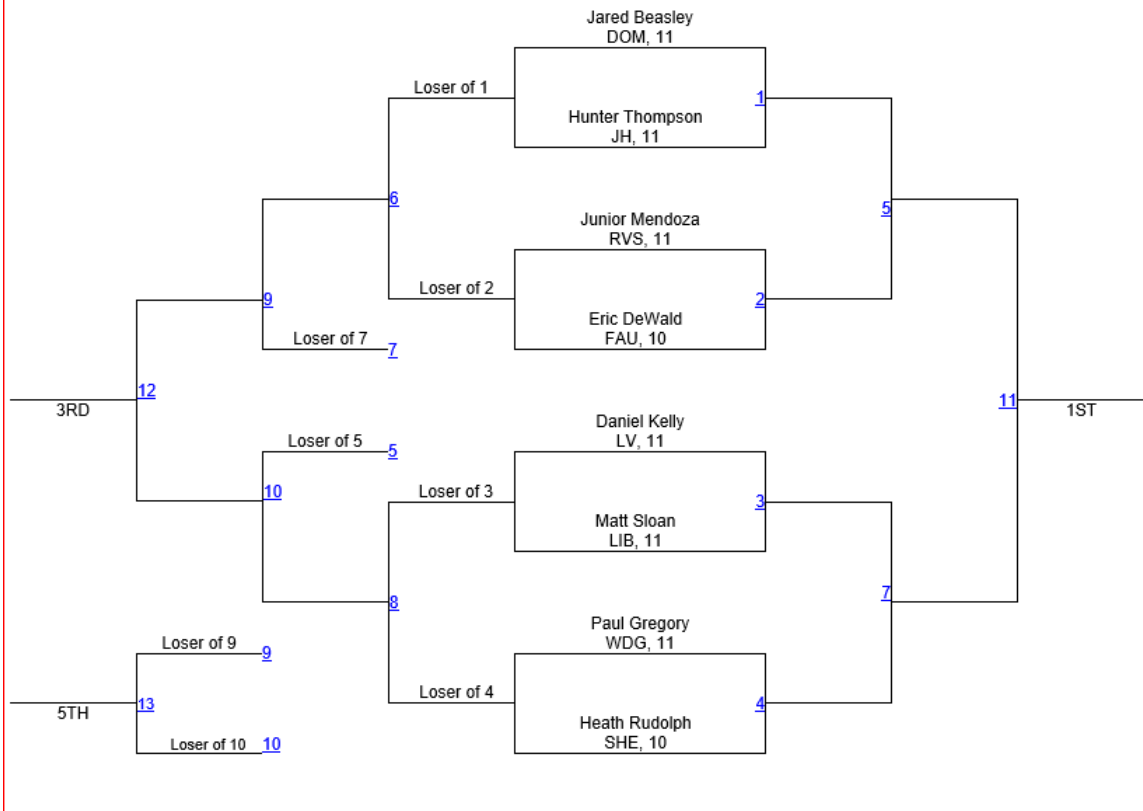 Jared Beasley
DOM, 11
Loser of 1
1
Hunter Thompson
JH, 11
6
5
Junior Mendoza
RVS, 11
Loser of 2
2
9
Eric DeWald
FAU, 10
Loser of 7
7
12
3RD
11
1ST
Daniel Kelly
LV, 11
Loser of 5
5
10
Loser of 3
3
Matt Sloan
LIB, 11
8
7
Paul Gregory
WDG, 11
Loser of 9
9
Loser of 4
4
13
5TH
Heath Rudolph
SHE, 10
Loser of 10
10